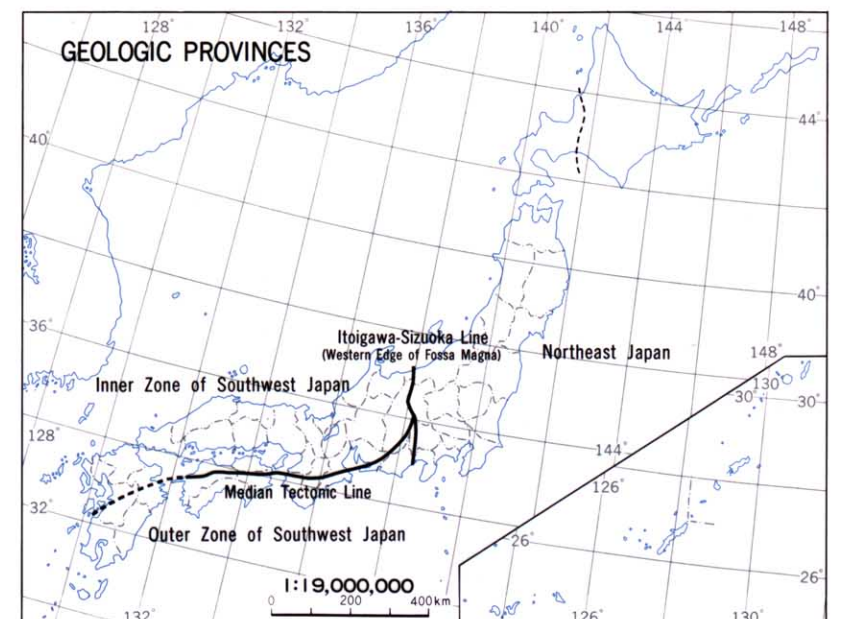 128° 132° 136° 140° 144° 148°
GEOLOGIC PROVINCES
44°
40°
40°
36°
Itoigawa-Sizuoka Line
(Western Edge of Fossa Magna)
Northeast Japan
148°
130
30°
30°
Inner Zone of Southwest Japan
128°
144°
126°
Median Tectonic Line
32°
Outer Zone of Southwest Japan
26°
26°
1:19,000,000
0 200 400km
132° 126° 130°